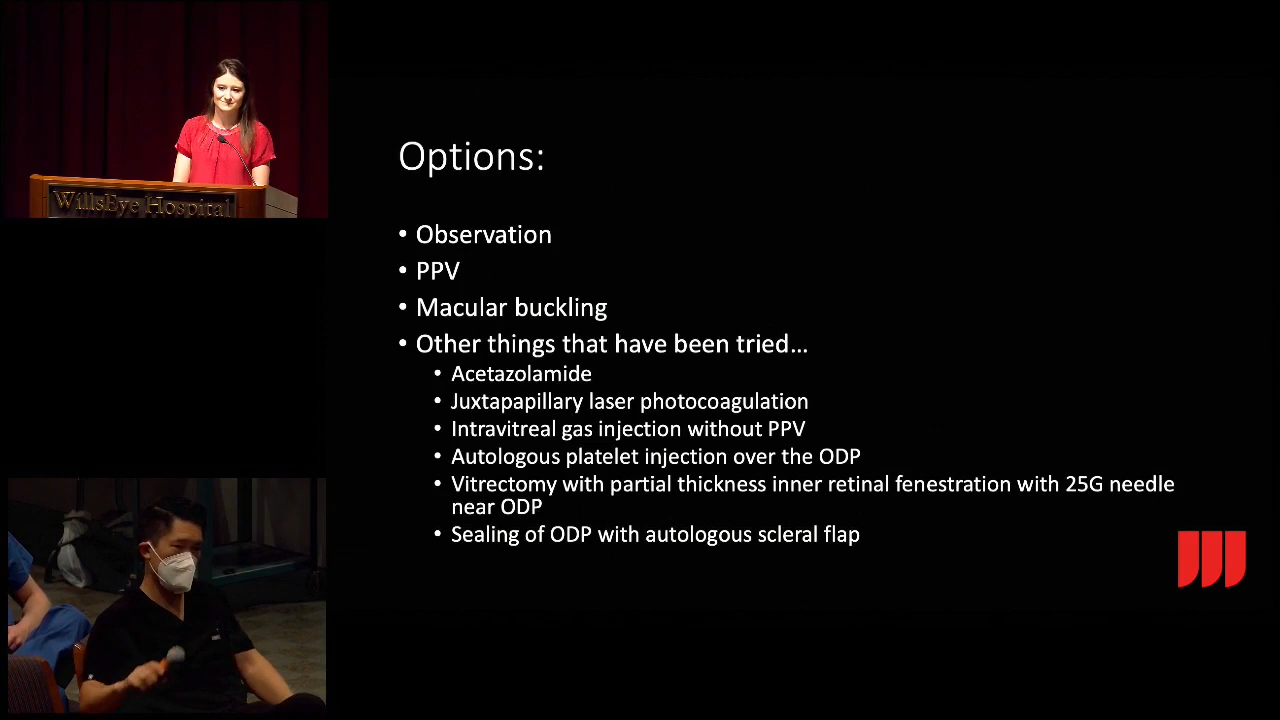 WillsEye Hospital
Options:
• Observation
• PPV
• Macular buckling
• Other things that have been tried…
• Acetazolamide
• Juxtapapillary laser photocoagulation
• Intravitreal gas injection without PPV
• Autologous platelet injection over the ODP
• Vitrectomy with partial thickness inner retinal fenestration with 25G needle
near ODP
• Sealing of ODP with autologous scleral flap